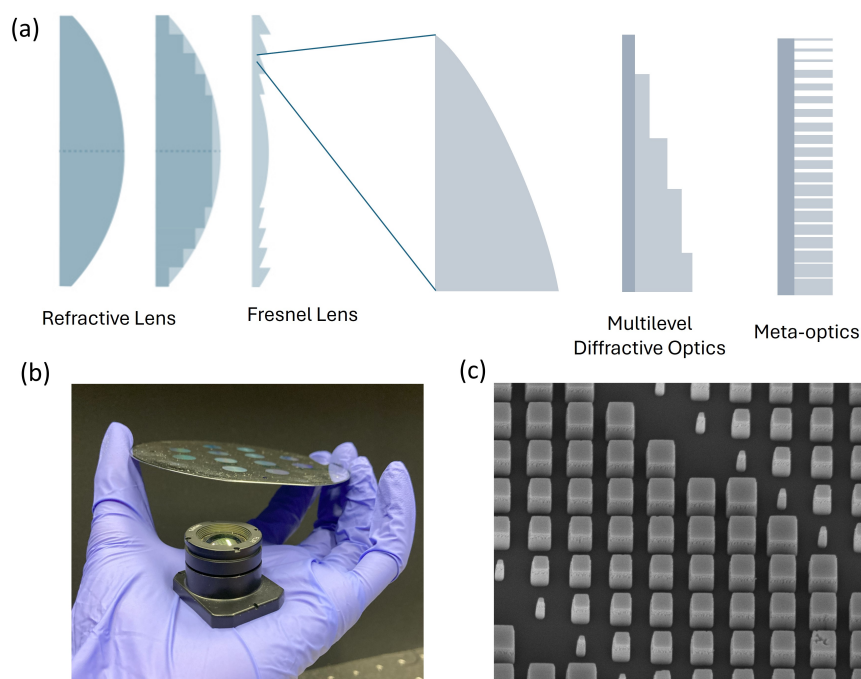 (a)
Refractive Lens
Fresnel Lens
Multilevel
Diffractive Optics
Meta-optics
(b)
(c)